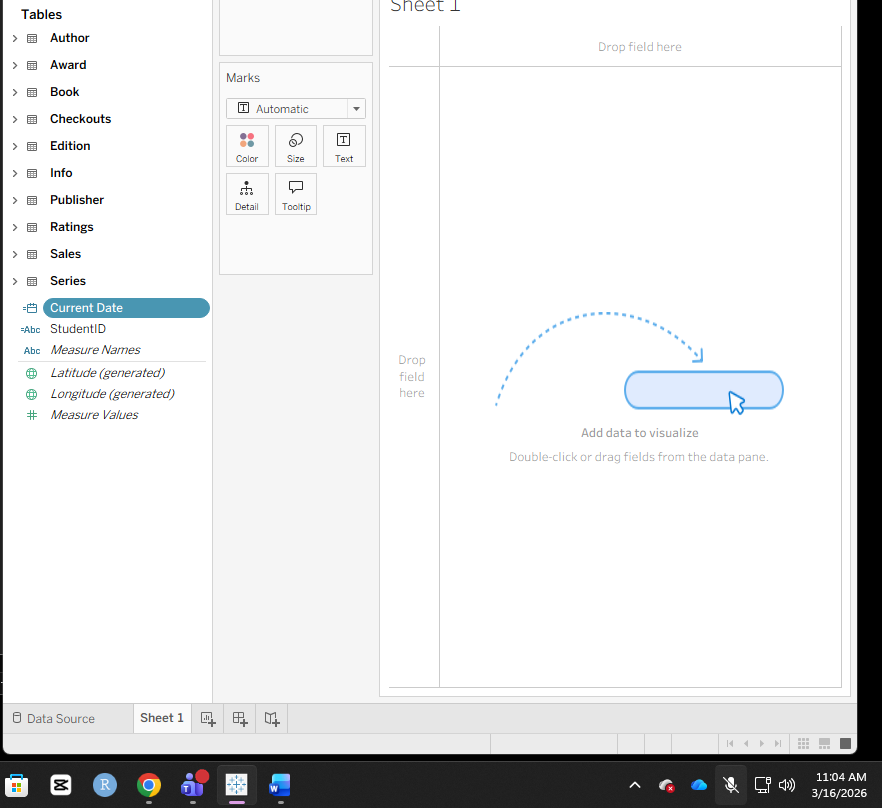 Tables
Author
Award
Book
Checkouts
Edition
Info
Publisher
Ratings
Sales
Series
=
Current Date
=Abc StudentID
Abc Measure Names
Latitude (generated)
Longitude (generated)
# Measure Values
Marks
T Automatic
Color
Size
T
Text
Detail
Tooltip
Sheet 1
Drop field here
Drop
field
here
Add data to visualize
Double-click or drag fields from the data pane.
Data Source
Sheet 1
R
T
W
11:04 AM
3/16/2026